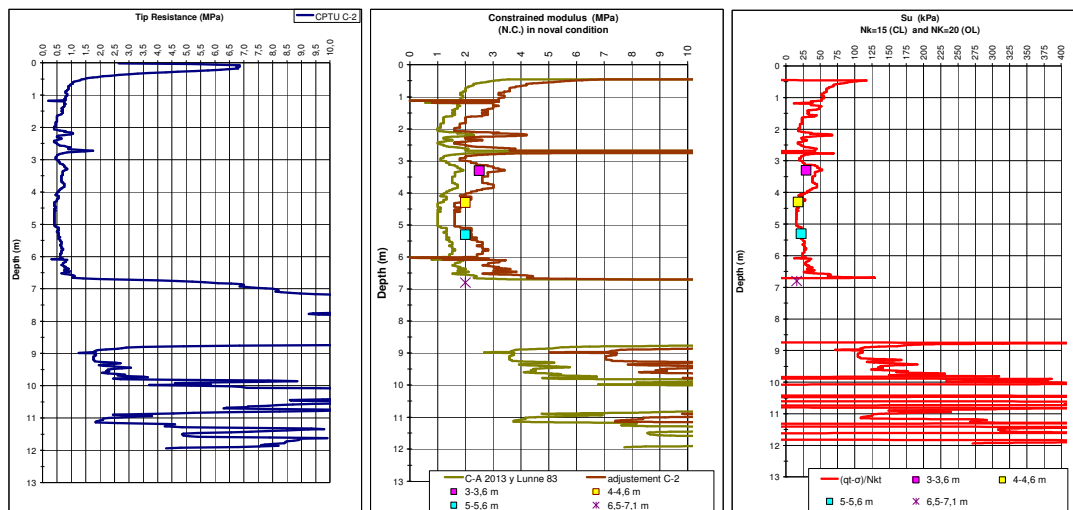 Tip Resistance (MPa)
CPTU C-2
0.0 0.5 1.0 1.5 2.0 2.5 3.0 3.5 4.0 4.5 5.0 5.5 6.0 6.5 7.0 7.5 8.0 8.5 9.0 9.5 10.0
Depth (m)
0
1
2
3
4
5
6
7
8
9
10
11
12
13
Constrained modulus (MPa)
(N.C.) in noval condition
0 1 2 3 4 5 6 7 8 9 10
Depth (m)
0
1
2
3
4
5
6
7
8
9
10
11
12
13
C-A 2013 y Lunne 83
adjustement C-2
3-3,6 m
4-4,6 m
5-5,6 m
6,5-7,1 m
Su (kPa)
Nk=15 (CL) and NK=20 (OL)
0 25 50 75 100 125 150 175 200 225 250 275 300 325 350 375 400
Depth (m)
0
1
2
3
4
5
6
7
8
9
10
11
12
13
(qt-σ)/Nkt
3-3,6 m
4-4,6 m
5-5,6 m
6,5-7,1 m